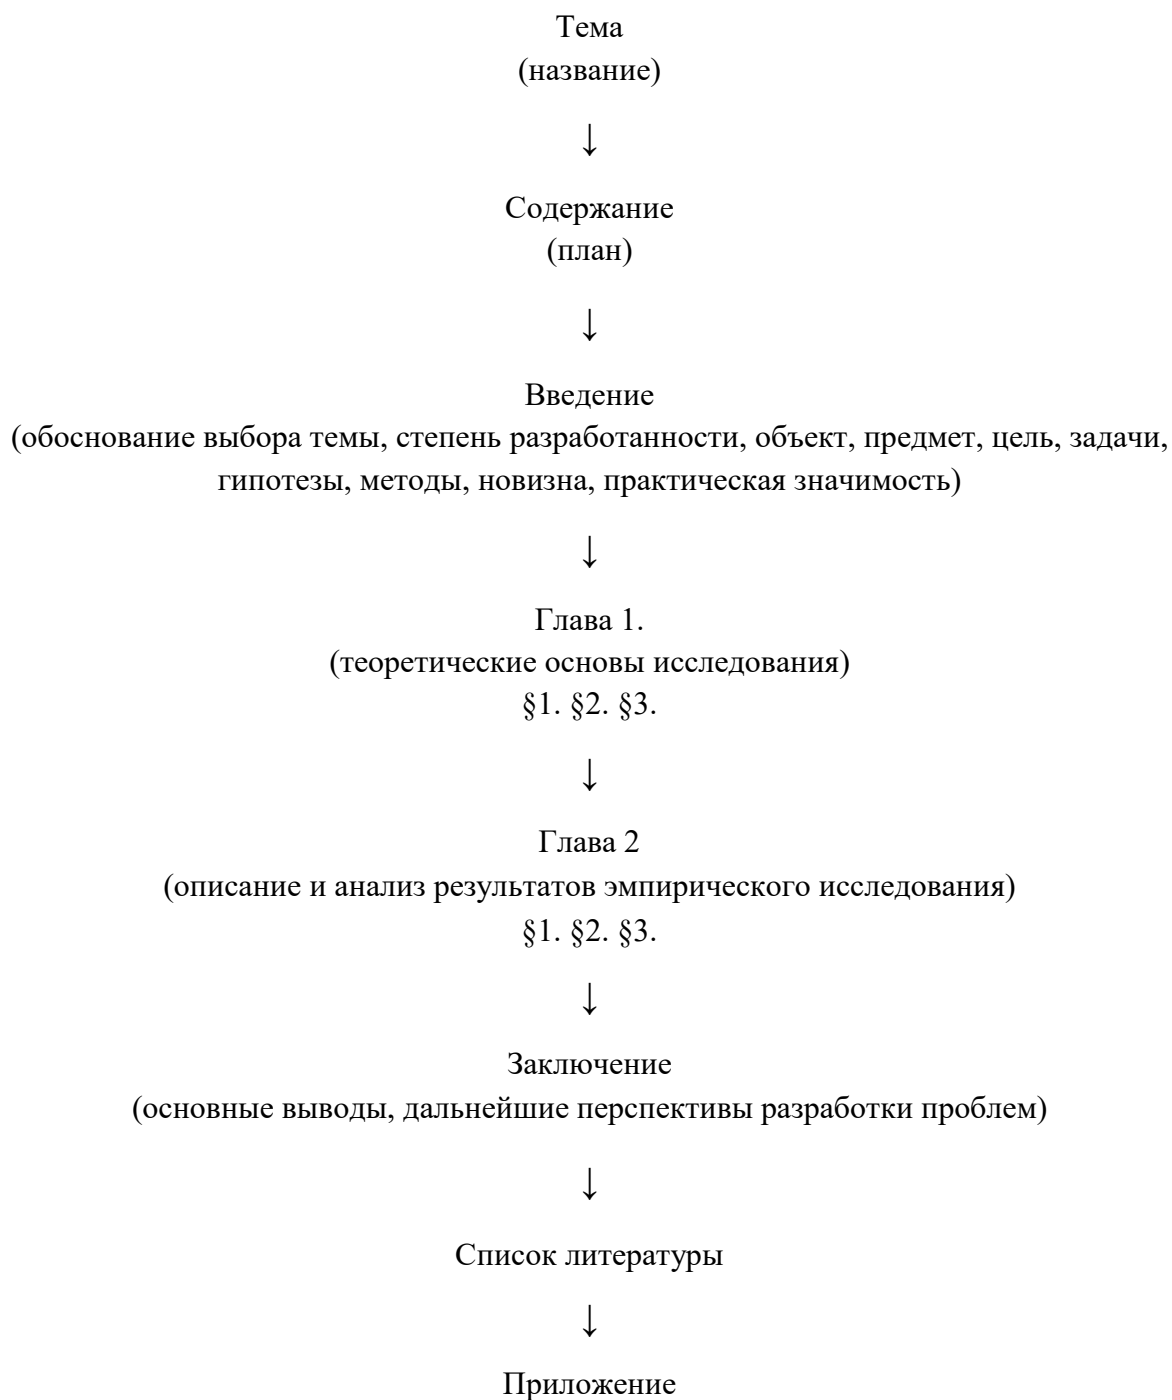 Тема
(название)
↓
Содержание
(план)
↓
Введение
(обоснование выбора темы, степень разработанности, объект, предмет, цель, задачи,
гипотезы, методы, новизна, практическая значимость)
↓
Глава 1.
(теоретические основы исследования)
§1. §2. §3.
↓
Глава 2
(описание и анализ результатов эмпирического исследования)
§1. §2. §3.
↓
Заключение
(основные выводы, дальнейшие перспективы разработки проблем)
↓
Список литературы
↓
Приложение